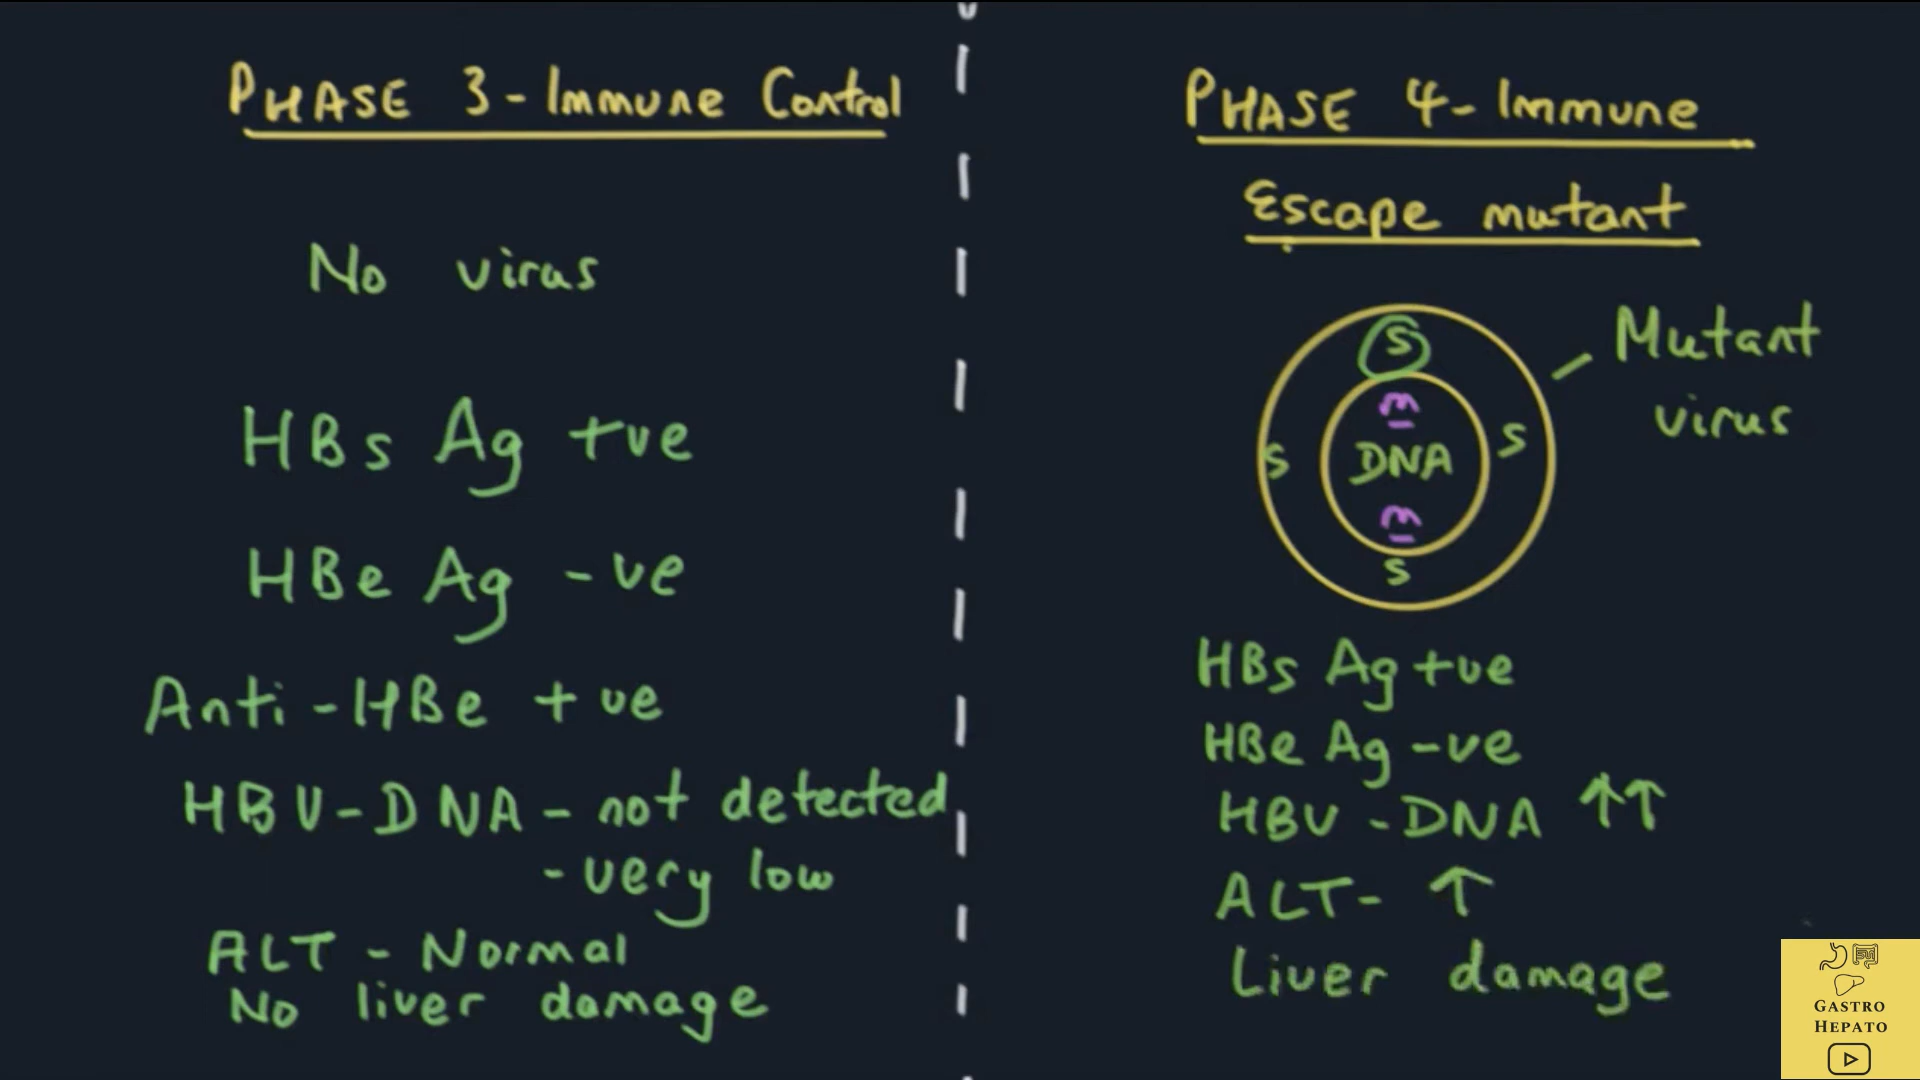 PHASE 3 - Immune Control
No virus
HBs Ag +ve
HBe Ag -ve
Anti-HBe +ve
HBV-DNA - not detected
- very low
ALT - Normal
No liver damage
PHASE 4 - Immune
Escape mutant
S
m
DNA
S
S
m
S
Mutant
virus
HBs Ag +ve
HBe Ag -ve
HBV - DNA ↑↑
ALT - ↑
Liver damage
GASTRO
HEPATO